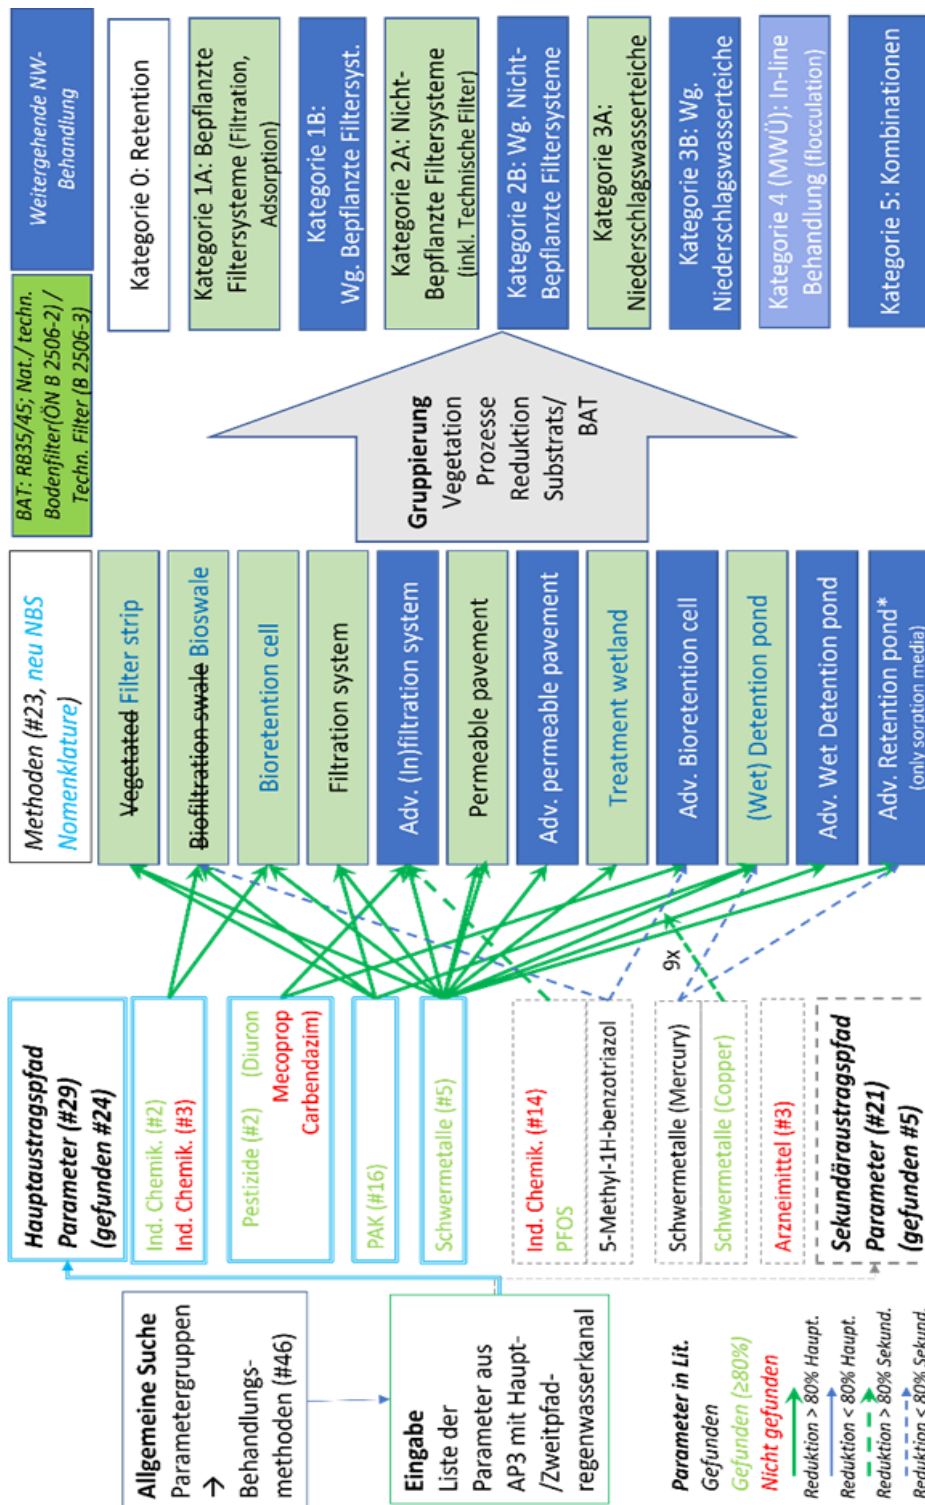 Allgemeine Suche
Parametergruppen
→
Behandlungs-
methoden (#46)
Eingabe
Liste der
Parameter aus
AP3 mit Haupt-
/Zweitpfad-
regenwasserkanal
Parameter in Lit.
Gefunden
Gefunden (≥80%)
Nicht gefunden
Reduktion > 80% Haupt.
Reduktion < 80% Haupt.
Reduktion > 80% Sekund.
Reduktion < 80% Sekund.
Hauptaustragspfad
Parameter (#29)
(gefunden #24)
Ind. Chemik. (#2)
Ind. Chemik. (#3)
Pestizide (#2) (Diuron
Mecoprop
Carbendazim)
PAK (#16)
Schwermetalle (#5)
Ind. Chemik. (#14)
PFOS
5-Methyl-1H-benzotriazol
Schwermetalle (Mercury)
Schwermetalle (Copper)
Arzneimittel (#3)
Sekundäraustragspfad
Parameter (#21)
(gefunden #5)
9x
Methoden (#23, neu NBS
Nomenklature)
Vegetated Filter strip
Biofiltration swale Bioswale
Bioretention cell
Filtration system
Adv. (In)filtration system
Permeable pavement
Adv. permeable pavement
Treatment wetland
Adv. Bioretention cell
(Wet) Detention pond
Adv. Wet Detention pond
Adv. Retention pond*
(only sorption media)
Gruppierung
Vegetation
Prozesse
Reduktion
Substrats/
BAT
BAT: RB35/45; Nat./ techn.
Bodenfilter(ÖN B 2506-2) /
Techn. Filter (B 2506-3)
Weitergehende NW-
Behandlung
Kategorie 0: Retention
Kategorie 1A: Bepflanzte
Filtersysteme (Filtration,
Adsorption)
Kategorie 1B:
Wg. Bepflanzte Filtersyst.
Kategorie 2A: Nicht-
Bepflanzte Filtersysteme
(inkl. Technische Filter)
Kategorie 2B: Wg. Nicht-
Bepflanzte Filtersysteme
Kategorie 3A:
Niederschlagswasserteiche
Kategorie 3B: Wg.
Niederschlagswasserteiche
Kategorie 4 (MWÜ): In-line
Behandlung (flocculation)
Kategorie 5: Kombinationen